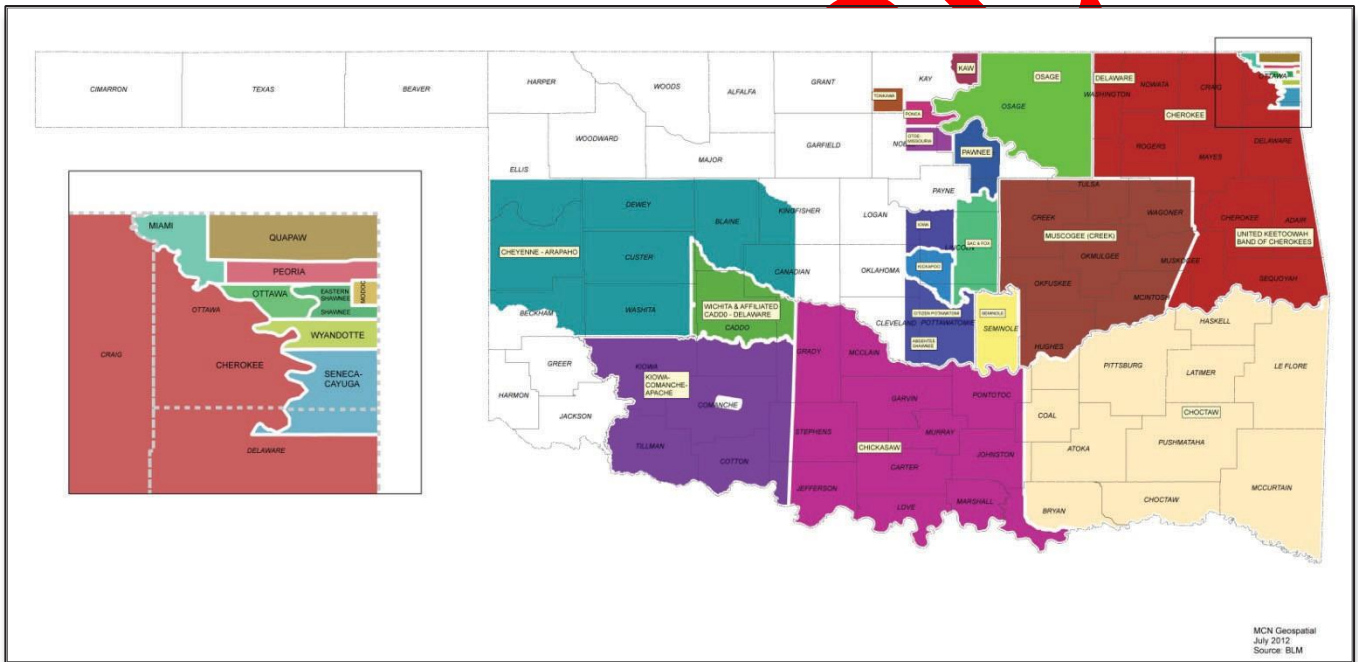 CIMARRON
TEXAS
BEAVER
HARPER
WOODS
ALFALFA
GRANT
KAY
KAW
OSAGE
OSAGE
DELAWARE
WASHINGTON
NOWATA
CRAIG
OTTAWA
CHEROKEE
TONKAWA
PONCA
OTOE-
MISSOURIA
PAWNEE
WOODWARD
GARFIELD
NOBLE
ROGERS
MAYES
DELAWARE
ELLIS
MAJOR
PAYNE
TULSA
DEWEY
BLAINE
KINGFISHER
LOGAN
IOWA
LINCOLN
SAC & FOX
CREEK
WAGONER
CHEROKEE
ADAIR
CHEYENNE - ARAPAHO
CUSTER
CANADIAN
OKLAHOMA
KICKAPOO
MUSCOGEE (CREEK)
OKMULGEE
MUSKOGEE
UNITED KEETOOWAH
BAND OF CHEROKEES
SEQUOYAH
OKFUSKEE
MCINTOSH
BECKHAM
WASHITA
WICHITA & AFFILIATED
CADDO - DELAWARE
CADDO
CLEVELAND
CITIZEN POTTAWATOMI
POTTAWATOMIE
SEMINOLE
SEMINOLE
ABSENTEE
SHAWNEE
HUGHES
HASKELL
GREER
KIOWA
KIOWA-
COMANCHE-
APACHE
GRADY
MCCLAIN
PITTSBURG
LATIMER
LE FLORE
HARMON
JACKSON
COMANCHE
GARVIN
PONTOTOC
COAL
CHOCTAW
TILLMAN
COTTON
STEPHENS
CHICKASAW
MURRAY
JOHNSTON
ATOKA
PUSHMATAHA
CARTER
JEFFERSON
LOVE
MARSHALL
BRYAN
CHOCTAW
MCCURTAIN
MIAMI
QUAPAW
PEORIA
OTTAWA
EASTERN
SHAWNEE
MODOC
SHAWNEE
OTTAWA
WYANDOTTE
CRAIG
CHEROKEE
SENECA-
CAYUGA
DELAWARE
MCN Geospatial
July 2012
Source: BLM